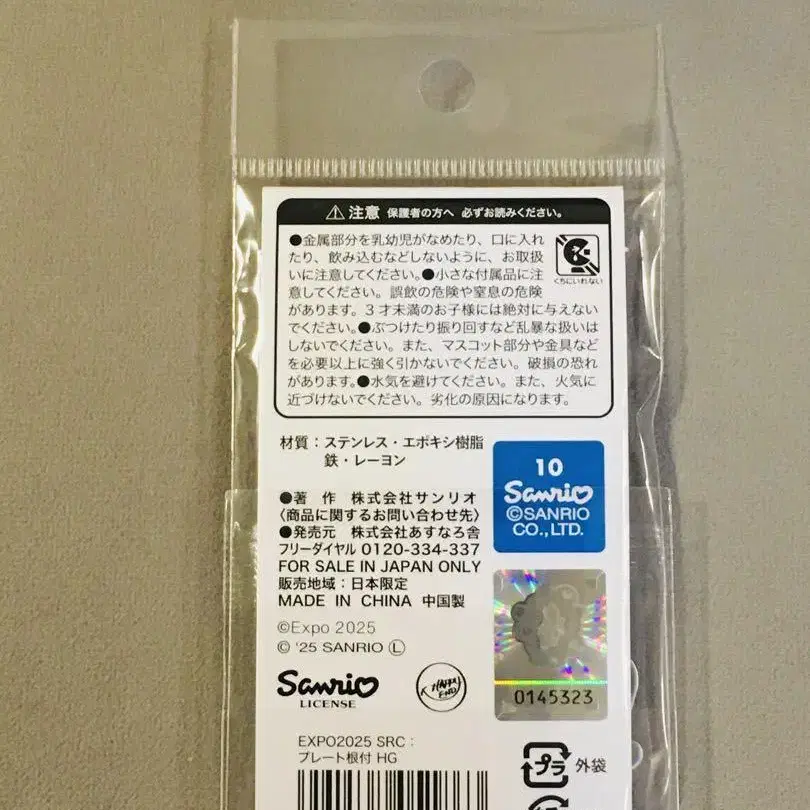 ⚠注意 保護者の方へ 必ずお読みください。
●金属部分を乳幼児がなめたり、口に入れ
たり、飲み込むなどしないように、お取扱
いに注意してください。●小さな付属品に注
意してください。誤飲の危険や窒息の危険
があります。3才未満のお子様には絶対に与えない
でください。●ぶつけたり振り回すなど乱暴な扱いは
しないでください。また、マスコット部分や金具など
を必要以上に強く引かないでください。破損の恐れ
があります。●水気を避けてください。また、火気に
近づけないでください。劣化の原因になります。
くちにいれない
材質：ステンレス・エポキシ樹脂
鉄・レーヨン
10
Sanrio
©SANRIO
CO.,LTD.
●著 作 株式会社サンリオ
〈商品に関するお問い合わせ先〉
●発売元 株式会社あすなろ舎
フリーダイヤル 0120-334-337
FOR SALE IN JAPAN ONLY
販売地域：日本限定
MADE IN CHINA 中国製
©Expo 2025
© '25 SANRIO Ⓛ
0145323
Sanrio
LICENSE
EXPO2025 SRC：
プレート根付 HG
プラ 外袋